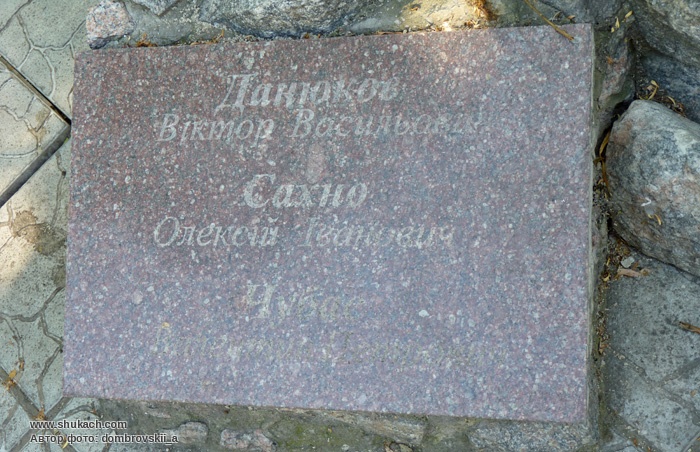 Данюков
Віктор Васильович
Сахно
Олексій Іванович
www.shukach.com
Автор фото: dombrovskii_a